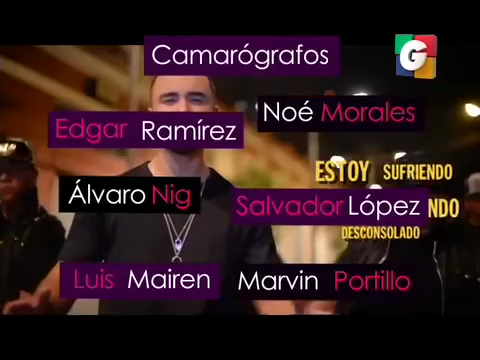 Camarógrafos
G
Noé Morales
Edgar Ramírez
ESTOY SUFRIENDO
Álvaro Nig
Salvador López
NDO
DESCONSOLADO
Luis Mairen
Marvin Portillo